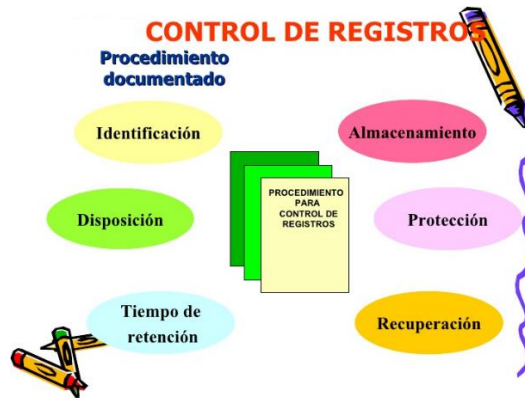 CONTROL DE REGISTROS
Procedimiento
documentado
Identificación
Almacenamiento
PROCEDIMIENTO
PARA
CONTROL DE
REGISTROS
Disposición
Protección
Tiempo de
retención
Recuperación